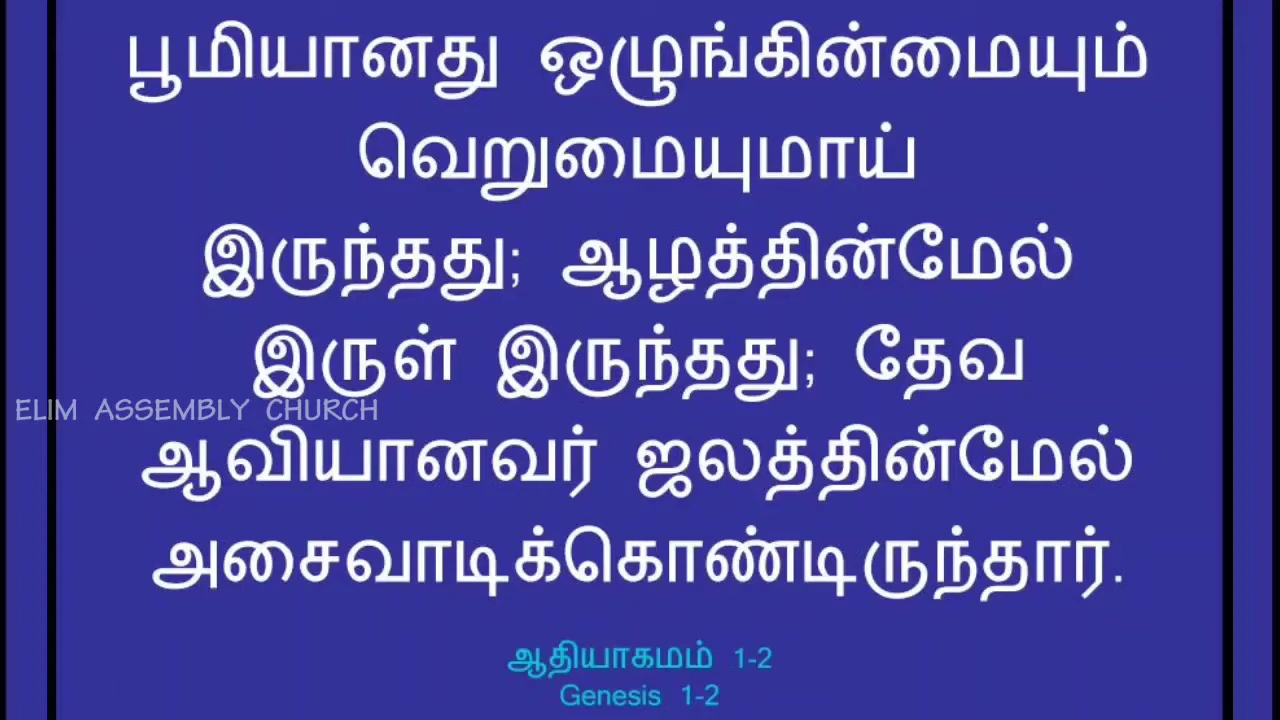 பூமியானது ஒழுங்கின்மையும்
வெறுமையுமாய்
இருந்தது; ஆழத்தின்மேல்
இருள் இருந்தது; தேவ
ELIM ASSEMBLY CHURCH
ஆவியானவர் ஜலத்தின்மேல்
அசைவாடிக்கொண்டிருந்தார்.
ஆதியாகமம் 1-2
Genesis 1-2